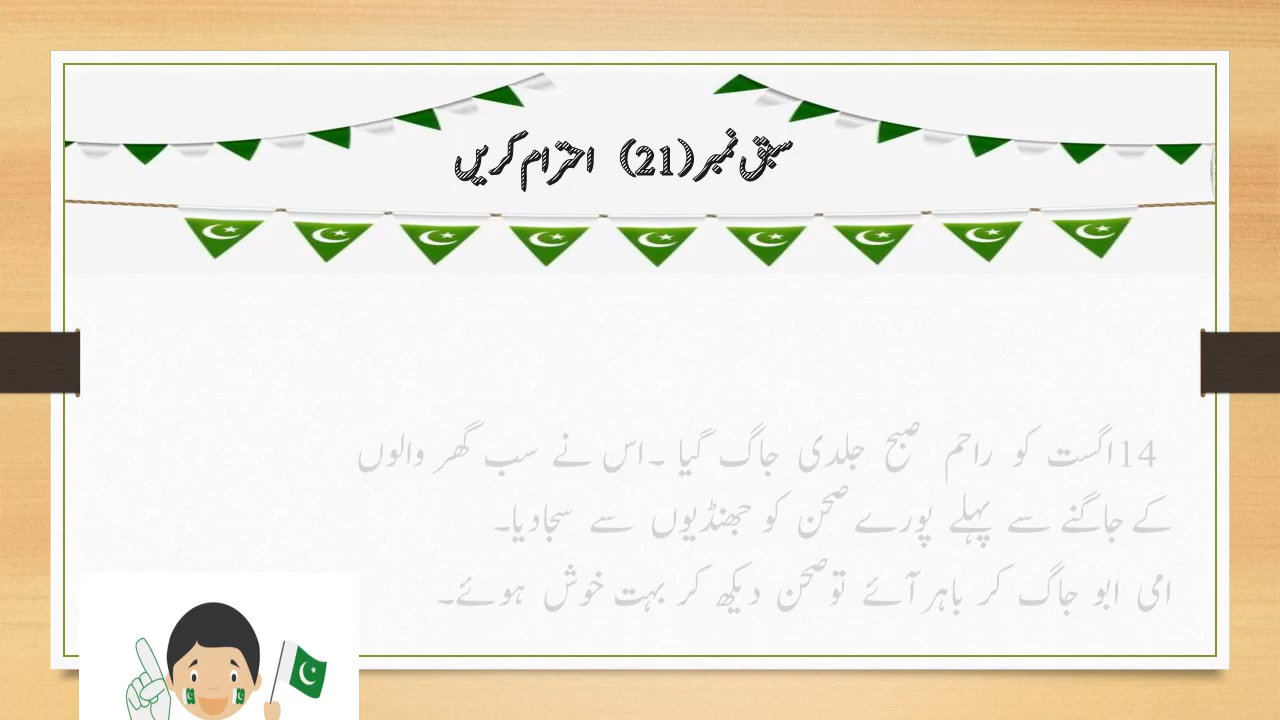 سبق نمبر (21) احترام کریں
14اگست کو راحم صبح جلدی جاگ گیا ۔اس نے سب گھر والوں
کے جاگنے سے پہلے پورے صحن کو جھنڈیوں سے سجادیا۔
امی ابو جاگ کر باہر آئے تو صحن دیکھ کر بہت خوش ہوئے۔